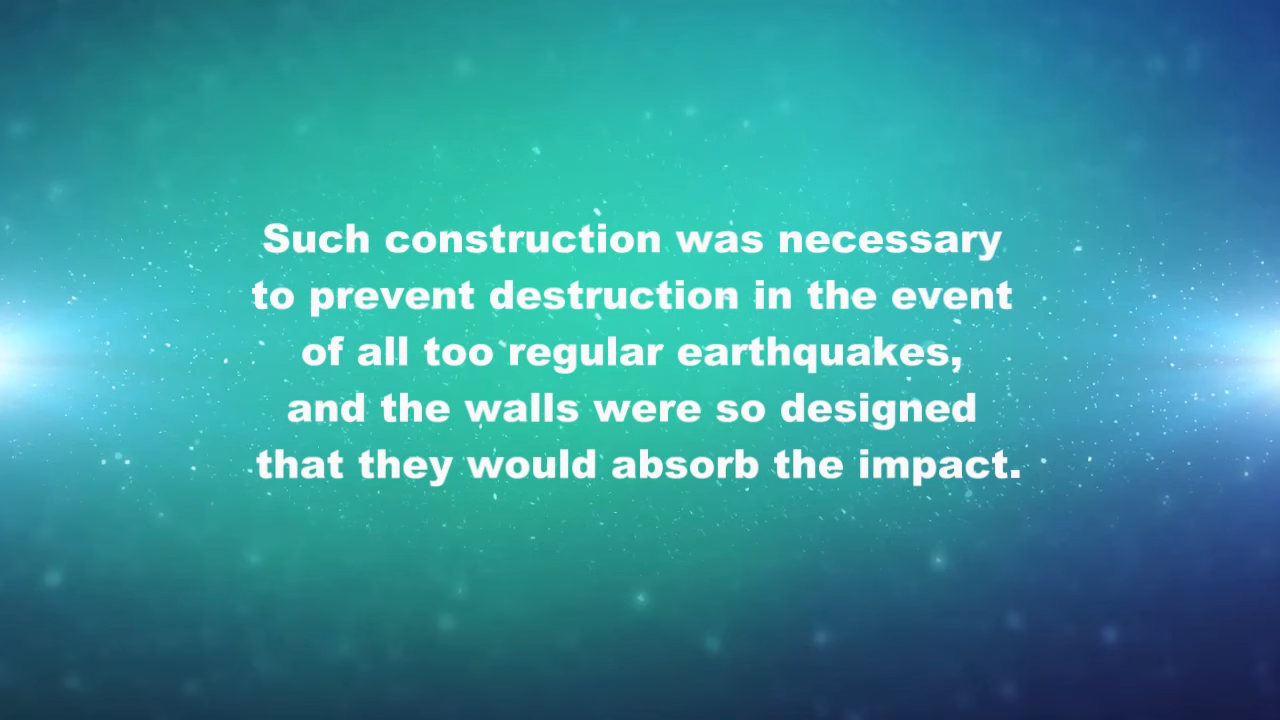 Such construction was necessary
to prevent destruction in the event
of all too regular earthquakes,
and the walls were so designed
that they would absorb the impact.